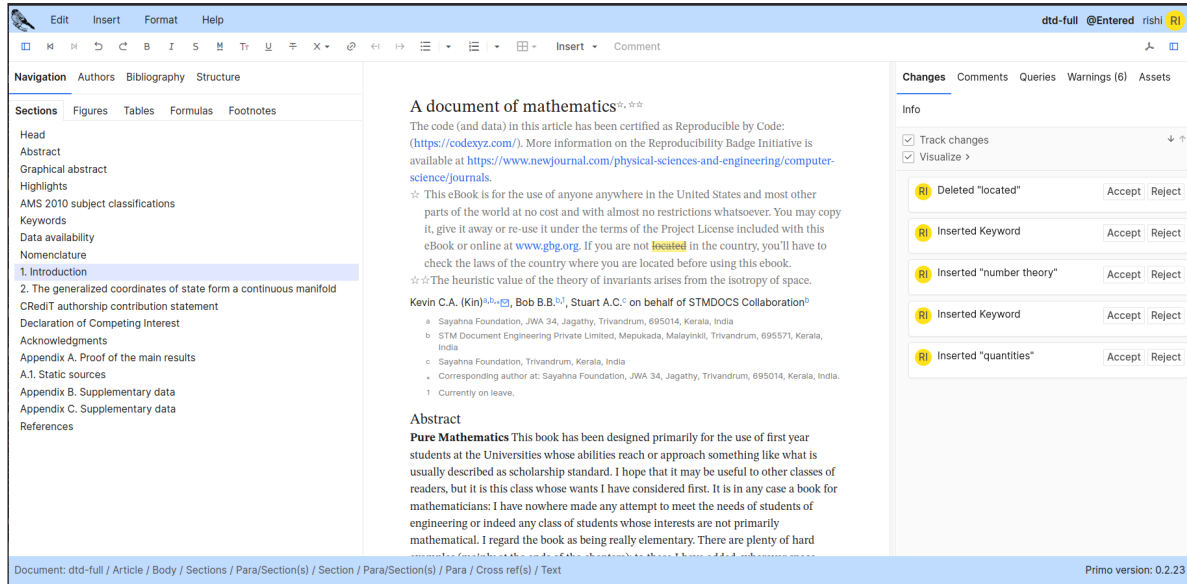 Edit Insert Format Help
dtd-full @Entered rishi RI
B I S M Tт U T X Insert Comment
Navigation Authors Bibliography Structure
Sections Figures Tables Formulas Footnotes
Head
Abstract
Graphical abstract
Highlights
AMS 2010 subject classifications
Keywords
Data availability
Nomenclature
1. Introduction
2. The generalized coordinates of state form a continuous manifold
CRediT authorship contribution statement
Declaration of Competing Interest
Acknowledgments
Appendix A. Proof of the main results
A.1. Static sources
Appendix B. Supplementary data
Appendix C. Supplementary data
References
A document of mathematics☆, ☆☆
The code (and data) in this article has been certified as Reproducible by Code:
(https://codexyz.com/). More information on the Reproducibility Badge Initiative is
available at https://www.newjournal.com/physical-sciences-and-engineering/computer-
science/journals.
☆ This eBook is for the use of anyone anywhere in the United States and most other
parts of the world at no cost and with almost no restrictions whatsoever. You may copy
it, give it away or re-use it under the terms of the Project License included with this
eBook or online at www.gbg.org. If you are not located in the country, you'll have to
check the laws of the country where you are located before using this ebook.
☆☆The heuristic value of the theory of invariants arises from the isotropy of space.
Kevin C.A. (Kin)a,b,*, Bob B.B.b,1, Stuart A.C.c on behalf of STMDOCS Collaborationb
a Sayahna Foundation, JWA 34, Jagathy, Trivandrum, 695014, Kerala, India
b STM Document Engineering Private Limited, Mepukada, Malayinkil, Trivandrum, 695571, Kerala,
India
c Sayahna Foundation, Trivandrum, Kerala, India
* Corresponding author at: Sayahna Foundation, JWA 34, Jagathy, Trivandrum, 695014, Kerala, India.
1 Currently on leave.
Abstract
Pure Mathematics This book has been designed primarily for the use of first year
students at the Universities whose abilities reach or approach something like what is
usually described as scholarship standard. I hope that it may be useful to other classes of
readers, but it is this class whose wants I have considered first. It is in any case a book for
mathematicians: I have nowhere made any attempt to meet the needs of students of
engineering or indeed any class of students whose interests are not primarily
mathematical. I regard the book as being really elementary. There are plenty of hard
Changes Comments Queries Warnings (6) Assets
Info
Track changes
Visualize >
RI Deleted "located" Accept Reject
RI Inserted Keyword Accept Reject
RI Inserted "number theory" Accept Reject
RI Inserted Keyword Accept Reject
RI Inserted "quantities" Accept Reject
Document: dtd-full / Article / Body / Sections / Para/Section(s) / Section / Para/Section(s) / Para / Cross ref(s) / Text
Primo version: 0.2.23